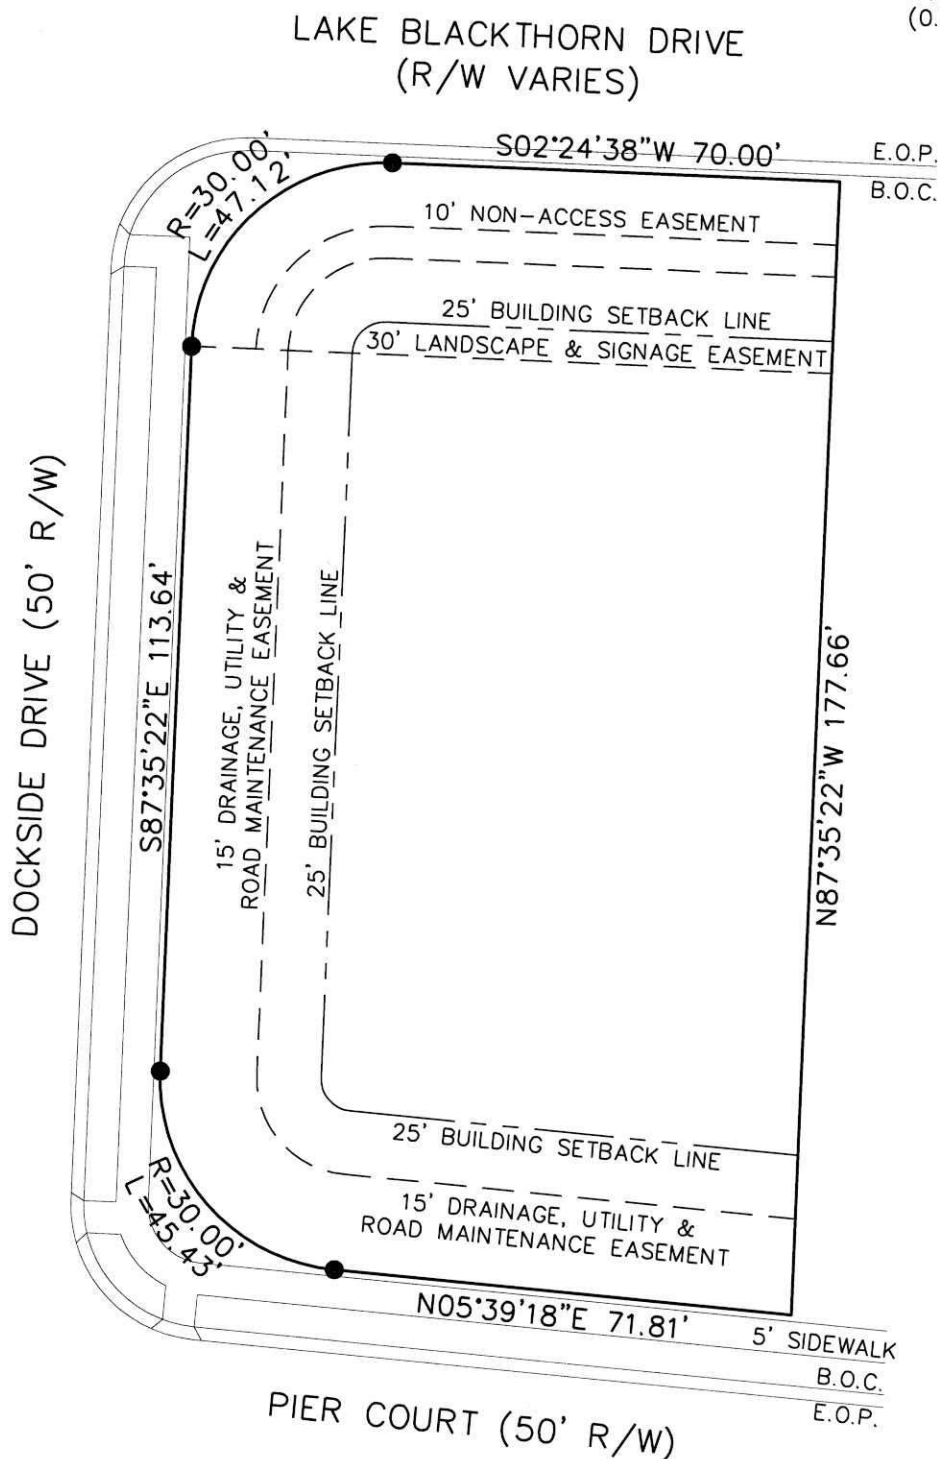 (O.
LAKE BLACKTHORN DRIVE
(R/W VARIES)
S02°24'38"W 70.00'
E.O.P.
B.O.C.
R=30.00'
L=47.12'
10' NON-ACCESS EASEMENT
25' BUILDING SETBACK LINE
30' LANDSCAPE & SIGNAGE EASEMENT
DOCKSIDE DRIVE (50' R/W)
S87°35'22"E 113.64'
15' DRAINAGE, UTILITY &
ROAD MAINTENANCE EASEMENT
25' BUILDING SETBACK LINE
N87°35'22"W 177.66'
25' BUILDING SETBACK LINE
15' DRAINAGE, UTILITY &
ROAD MAINTENANCE EASEMENT
R=30.00'
L=45.43'
N05°39'18"E 71.81'
5' SIDEWALK
B.O.C.
E.O.P.
PIER COURT (50' R/W)